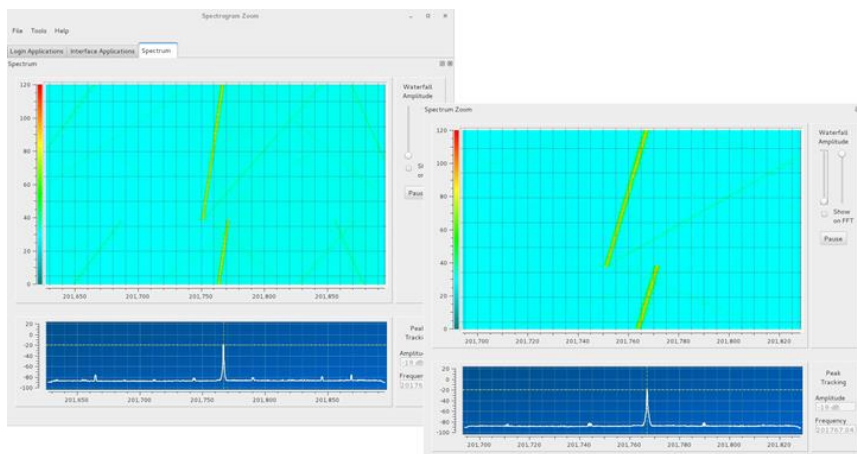 Spectrogram Zoom
File Tools Help
Login Applications Interface Applications Spectrum
Spectrum
120
100
80
60
40
20
0
201,650 201,700 201,750 201,800 201,850
Waterfall
Amplitude
20
0
-20
-40
-60
-80
-100
201,650 201,700 201,750 201,800 201,850
Spectrum Zoom
120
100
80
60
40
20
0
201,700 201,720 201,740 201,760 201,780 201,800 201,820
Waterfall
Amplitude
Show
on FFT
Pause
20
0
-20
-40
-60
-80
-100
201,700 201,720 201,740 201,760 201,780 201,800 201,820
Peak
Tracking
Amplitude
-19 dB
Frequency